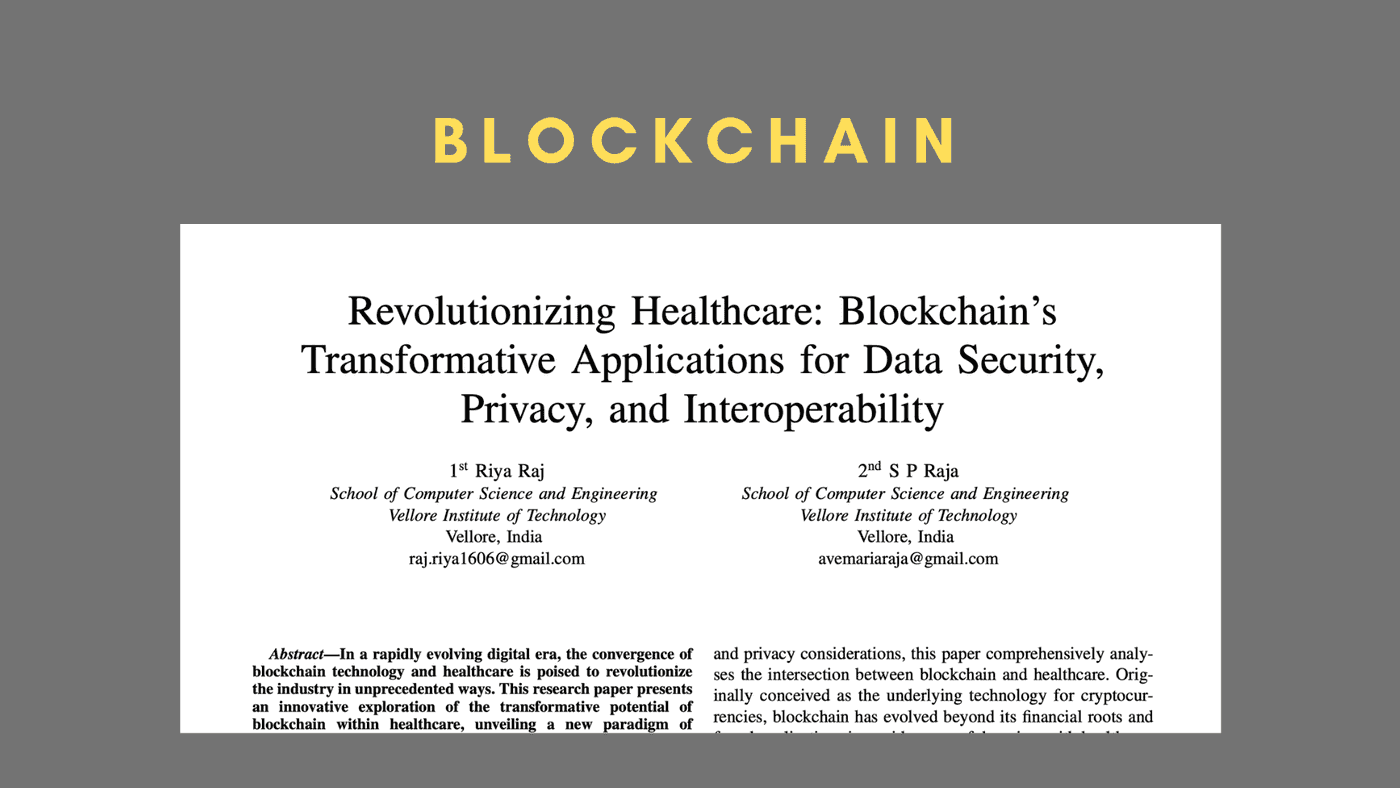 BLOCKCHAIN
Revolutionizing Healthcare: Blockchain's
Transformative Applications for Data Security,
Privacy, and Interoperability
1st Riya Raj
School of Computer Science and Engineering
Vellore Institute of Technology
Vellore, India
raj.riya1606@gmail.com
2nd S P Raja
School of Computer Science and Engineering
Vellore Institute of Technology
Vellore, India
avemariaraja@gmail.com
Abstract—In a rapidly evolving digital era, the convergence of
blockchain technology and healthcare is poised to revolutionize
the industry in unprecedented ways. This research paper presents
an innovative exploration of the transformative potential of
blockchain within healthcare, unveiling a new paradigm of
and privacy considerations, this paper comprehensively analy-
ses the intersection between blockchain and healthcare. Orig-
inally conceived as the underlying technology for cryptocur-
rencies, blockchain has evolved beyond its financial roots and